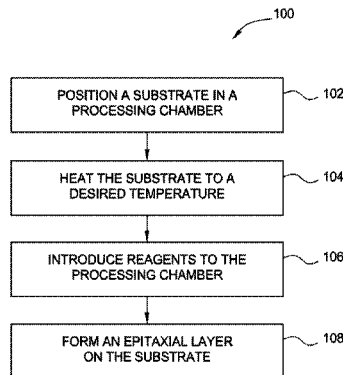 100
POSITION A SUBSTRATE IN A
PROCESSING CHAMBER
102
HEAT THE SUBSTRATE TO A
DESIRED TEMPERATURE
104
INTRODUCE REAGENTS TO THE
PROCESSING CHAMBER
106
FORM AN EPITAXIAL LAYER
ON THE SUBSTRATE
108